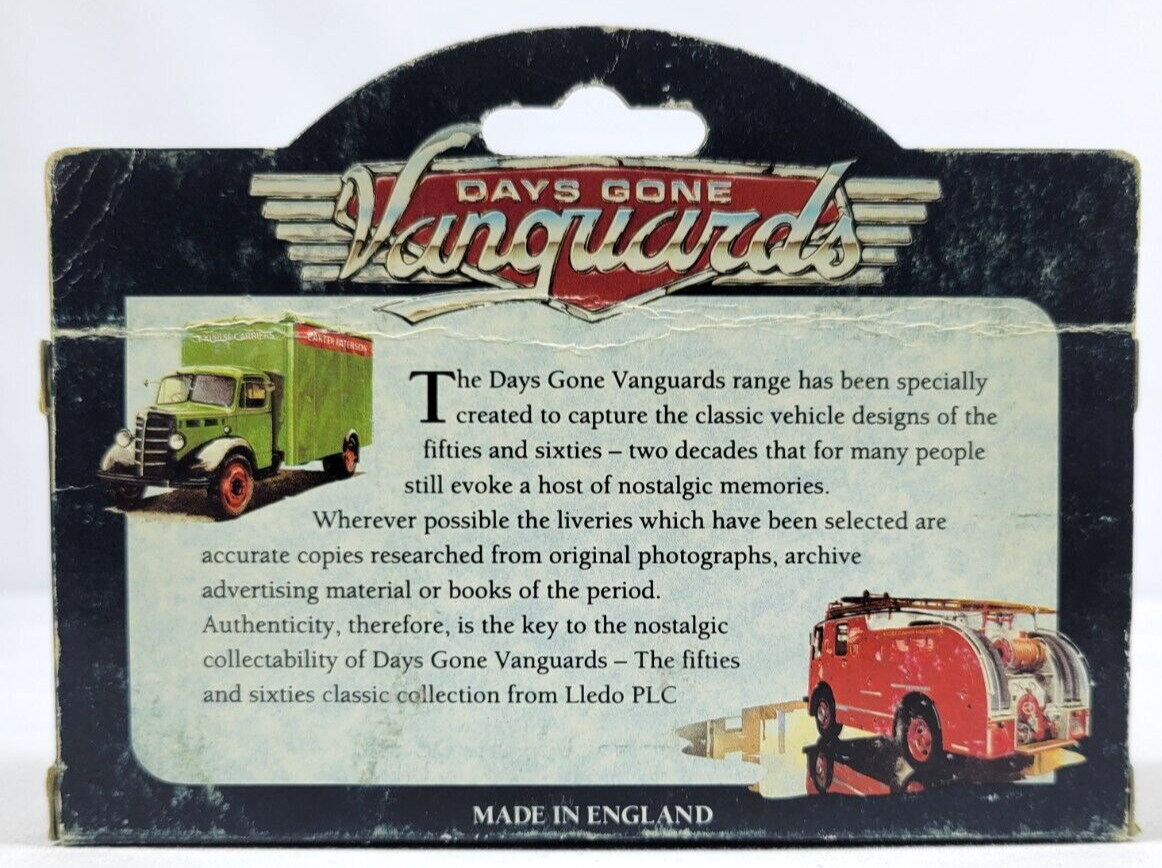 DAYS GONE
Vanguards
CARTER PATERSON
The Days Gone Vanguards range has been specially
created to capture the classic vehicle designs of the
fifties and sixties – two decades that for many people
still evoke a host of nostalgic memories.
Wherever possible the liveries which have been selected are
accurate copies researched from original photographs, archive
advertising material or books of the period.
Authenticity, therefore, is the key to the nostalgic
collectability of Days Gone Vanguards – The fifties
and sixties classic collection from Lledo PLC
MADE IN ENGLAND